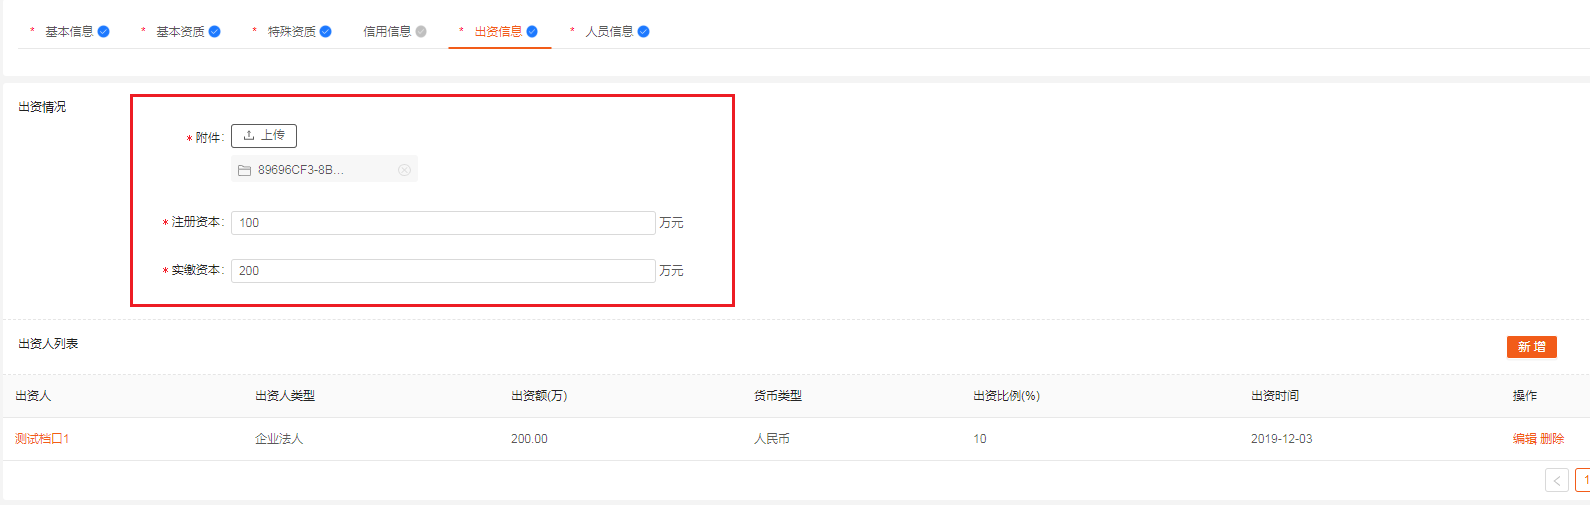 * 基本信息 * 基本资质 * 特殊资质 信用信息 * 出资信息 * 人员信息
出资情况
* 附件: 上传
89696CF3-8B...
* 注册资本: 100 万元
* 实缴资本: 200 万元
出资人列表 新增
出资人 出资人类型 出资额(万) 货币类型 出资比例(%) 出资时间 操作
测试档口1 企业法人 200.00 人民币 10 2019-12-03 编辑 删除
< 1